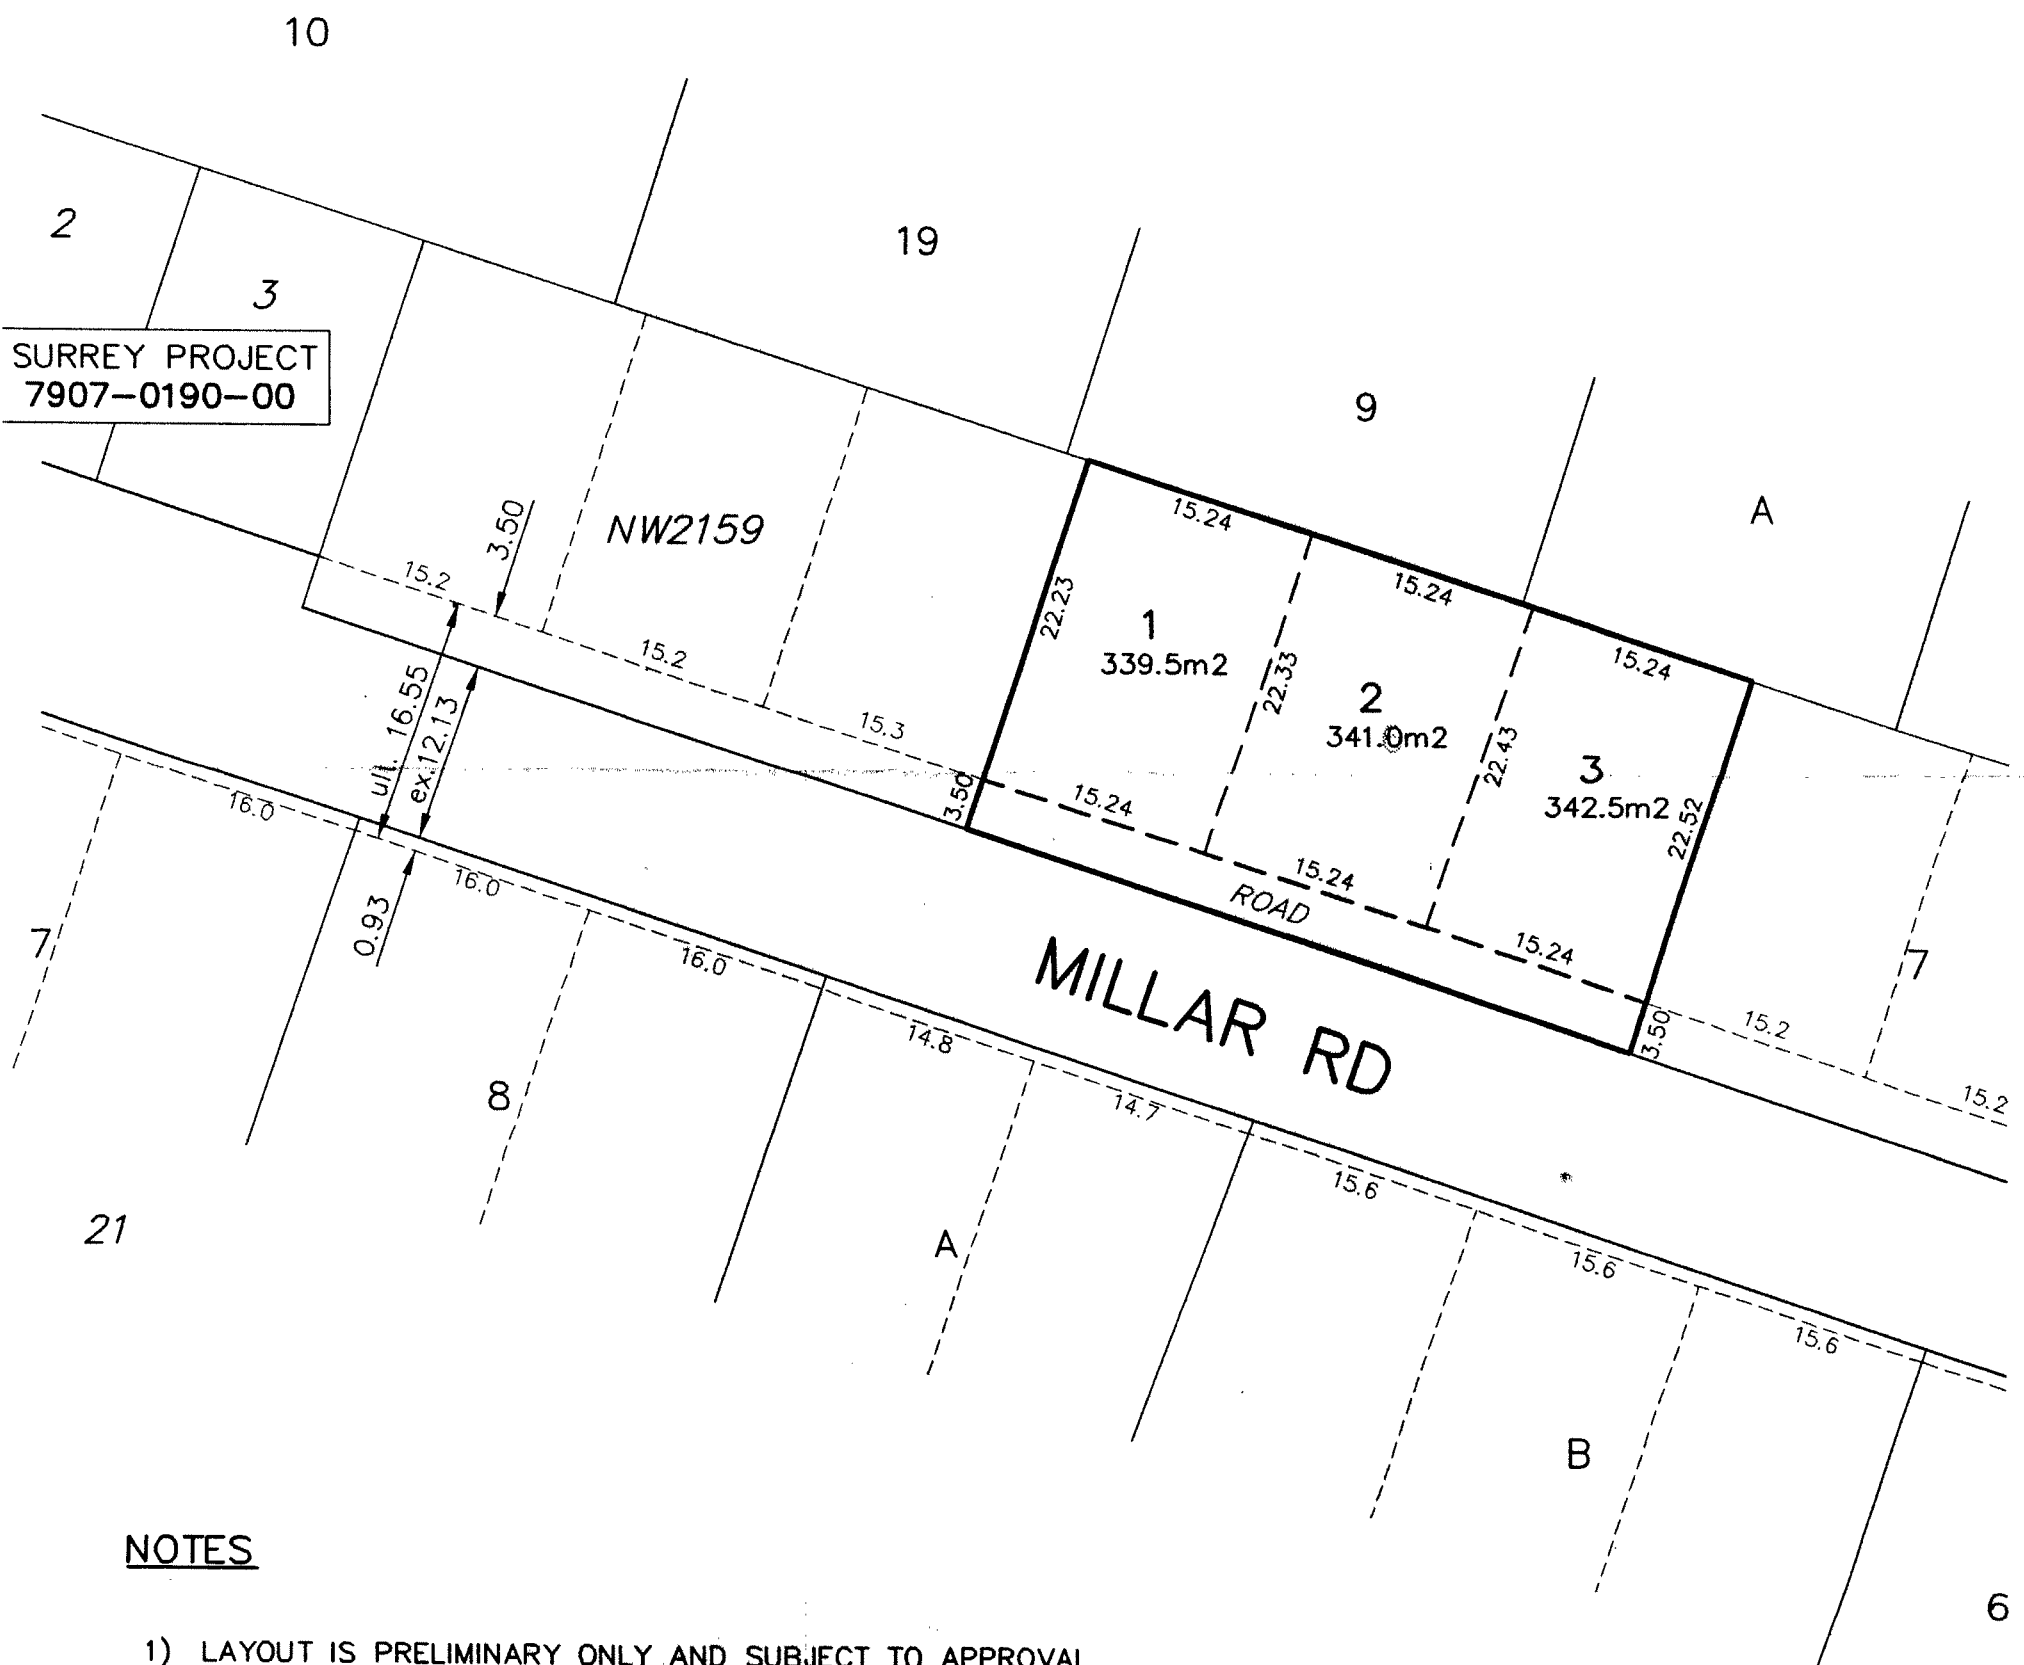 10
19
2
3
SURREY PROJECT
7907-0190-00
9
A
15.24
15.24
15.24
3.50
NW2159
15.2
15.2
15.3
22.23
1
339.5m2
22.33
2
341.0m2
22.43
3
342.5m2
22.52
ult. 16.55
ex.12.13
3.50
15.24
15.24
15.24
ROAD
3.50
MILLAR RD
7
15.2
15.2
16.0
16.0
16.0
0.93
7
8
14.8
14.7
15.6
15.6
15.6
21
A
B
6
NOTES
1) LAYOUT IS PRELIMINARY ONLY AND SUBJECT TO APPROVAL